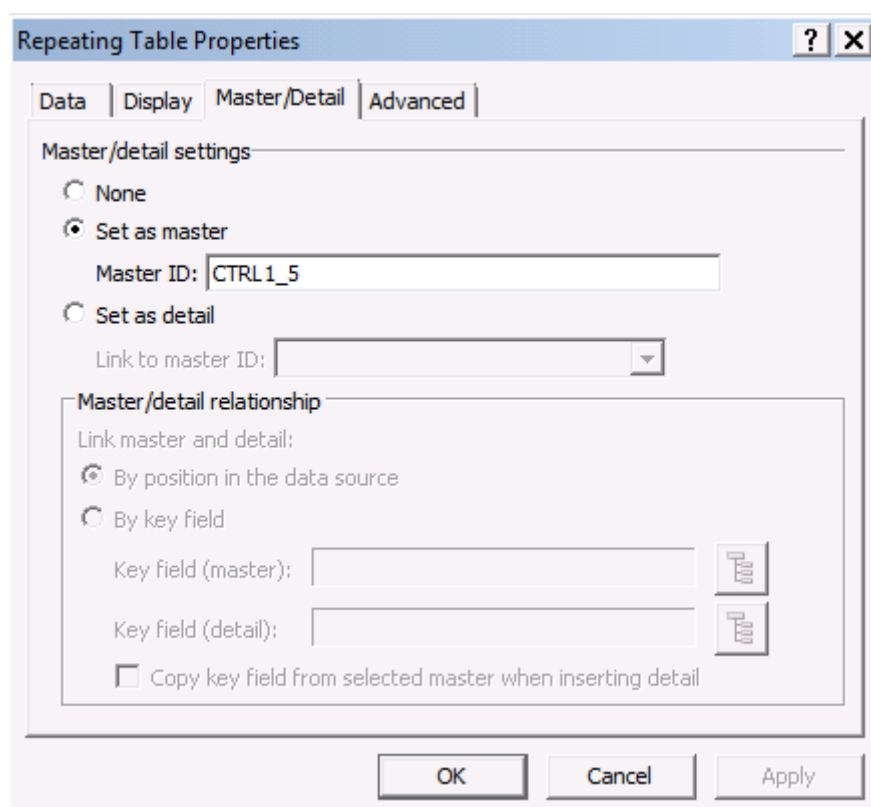 Repeating Table Properties
Data Display Master/Detail Advanced
Master/detail settings
None
Set as master
Master ID: CTRL1_5
Set as detail
Link to master ID:
Master/detail relationship
Link master and detail:
By position in the data source
By key field
Key field (master):
Key field (detail):
Copy key field from selected master when inserting detail
OK Cancel Apply